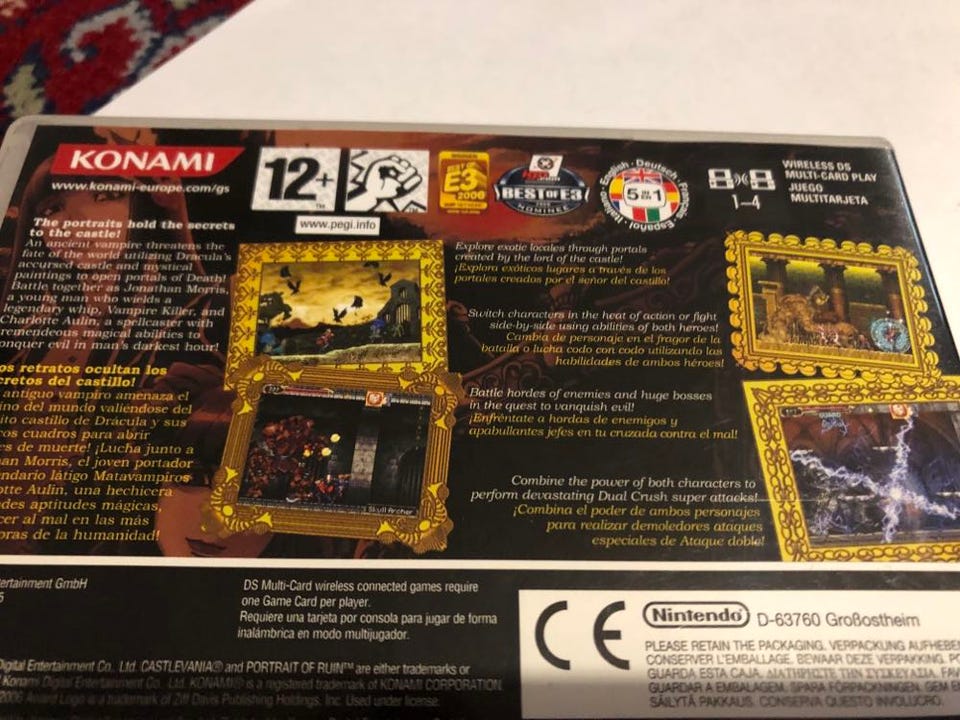 KONAMI
www.konami-europe.com/gs
12+
www.pegi.info
E3
2006
BEST OF E3
NOMINEE
English · Deutsch · Français
Italiano
Español
5 IN 1
WIRELESS DS
MULTI-CARD PLAY
JUEGO
MULTITARJETA
1–4
The portraits hold the secrets
to the castle!
An ancient vampire threatens the
fate of the world utilizing Dracula's
accursed castle and mystical
paintings to open portals of Death!
Battle together as Jonathan Morris,
a young man who wields a
legendary whip, Vampire Killer, and
Charlotte Aulin, a spellcaster with
tremendous magical abilities to
conquer evil in man's darkest hour!
os retratos ocultan los
cretos del castillo!
antiguo vampiro amenaza el
ino del mundo valiendose del
ito castillo de Drácula y sus
cos cuadros para abrir
es de muerte! ¡Lucha junto a
an Morris, el joven portador
endario látigo Matavampiros
otte Aulin, una hechicera
des aptitudes mágicas,
cer al mal en las más
oras de la humanidad!
Explore exotic locales through portals
created by the lord of the castle!
¡Explora exóticos lugares a través de los
portales creados por el señor del castillo!
Switch characters in the heat of action or fight
side-by-side using abilities of both heroes!
Cambia de personaje en el fragor de la
batalla o lucha codo con codo utilizando las
habilidades de ambos héroes!
Battle hordes of enemies and huge bosses
in the quest to vanquish evil!
¡Enfréntate a hordas de enemigos y
apabullantes jefes en tu cruzada contra el mal!
Combine the power of both characters to
perform devastating Dual Crush super attacks!
¡Combina el poder de ambos personajes
para realizar demoledores ataques
especiales de Ataque doble!
Skull Archer
ertainment GmbH
5
DS Multi-Card wireless connected games require
one Game Card per player.
Requiere una tarjeta por consola para jugar de forma
inalámbrica en modo multijugador.
Digital Entertainment Co., Ltd. CASTLEVANIA® and PORTRAIT OF RUIN™ are either trademarks or
Konami Digital Entertainment Co., Ltd. KONAMI® is a registered trademark of KONAMI CORPORATION.
2006 Award Logo is a trademark of Ziff Davis Publishing Holdings, Inc. Used under license.
CE
Nintendo
D-63760 Großostheim
PLEASE RETAIN THE PACKAGING. VERPACKUNG AUFHEBEN
CONSERVER L'EMBALLAGE. BEWAAR DEZE VERPAKKING. PO
GUARDA ESTA CAJA. ΔΙΑΤΗΡΗΣΤΕ ΤΗΝ ΣΥΣΚΕΥΑΣΙΑ. FAV
GUARDAR A EMBALAGEM. SPARA FÖRPACKNINGEN. GEM E
SÄILYTÄ PAKKAUS. CONSERVA QUESTO INVOLUCRO.